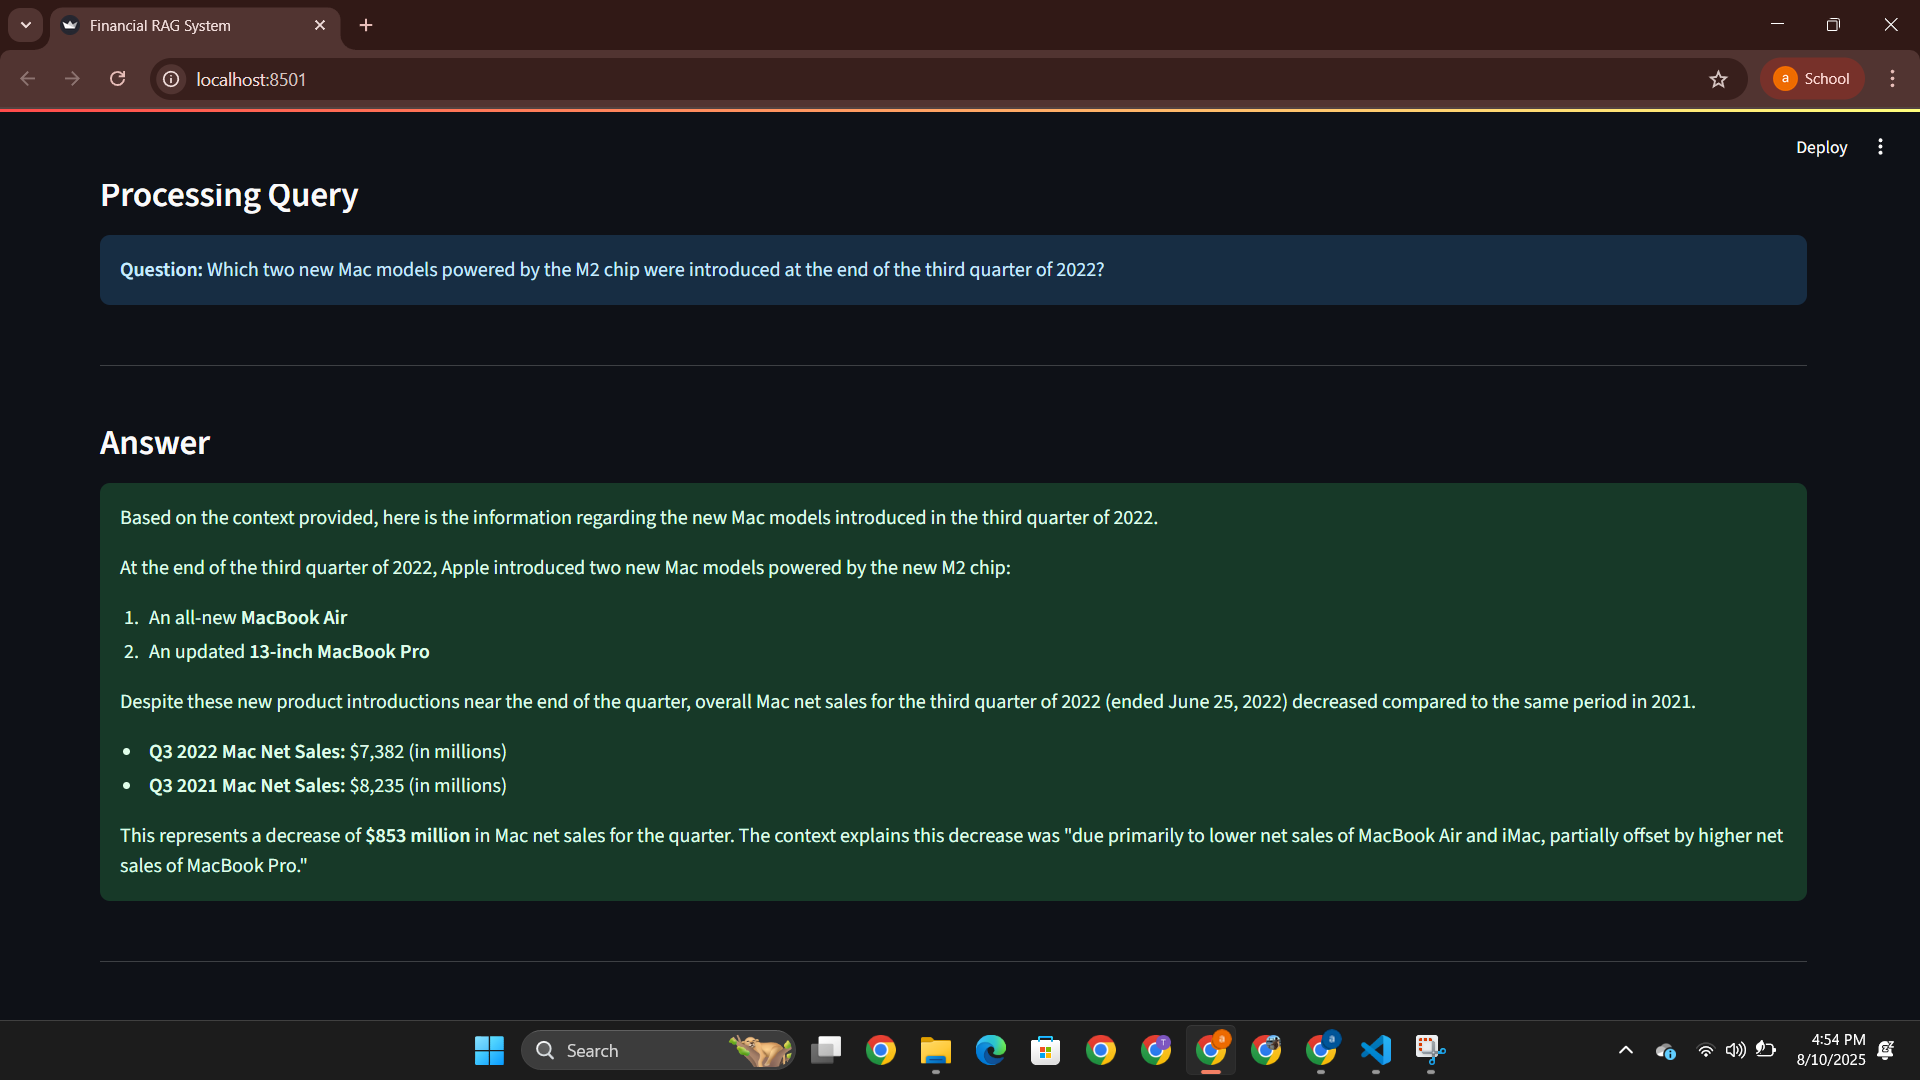 Financial RAG System
localhost:8501
a School
Deploy
Processing Query
Question: Which two new Mac models powered by the M2 chip were introduced at the end of the third quarter of 2022?
Answer
Based on the context provided, here is the information regarding the new Mac models introduced in the third quarter of 2022.
At the end of the third quarter of 2022, Apple introduced two new Mac models powered by the new M2 chip:
1. An all-new MacBook Air
2. An updated 13-inch MacBook Pro
Despite these new product introductions near the end of the quarter, overall Mac net sales for the third quarter of 2022 (ended June 25, 2022) decreased compared to the same period in 2021.
• Q3 2022 Mac Net Sales: $7,382 (in millions)
• Q3 2021 Mac Net Sales: $8,235 (in millions)
This represents a decrease of $853 million in Mac net sales for the quarter. The context explains this decrease was "due primarily to lower net sales of MacBook Air and iMac, partially offset by higher net
sales of MacBook Pro."
Search
T
a
a
4:54 PM
8/10/2025